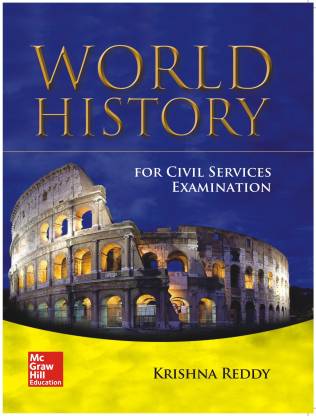 WORLD
HISTORY
FOR CIVIL SERVICES
EXAMINATION
Mc
Graw
Hill
Education
KRISHNA REDDY